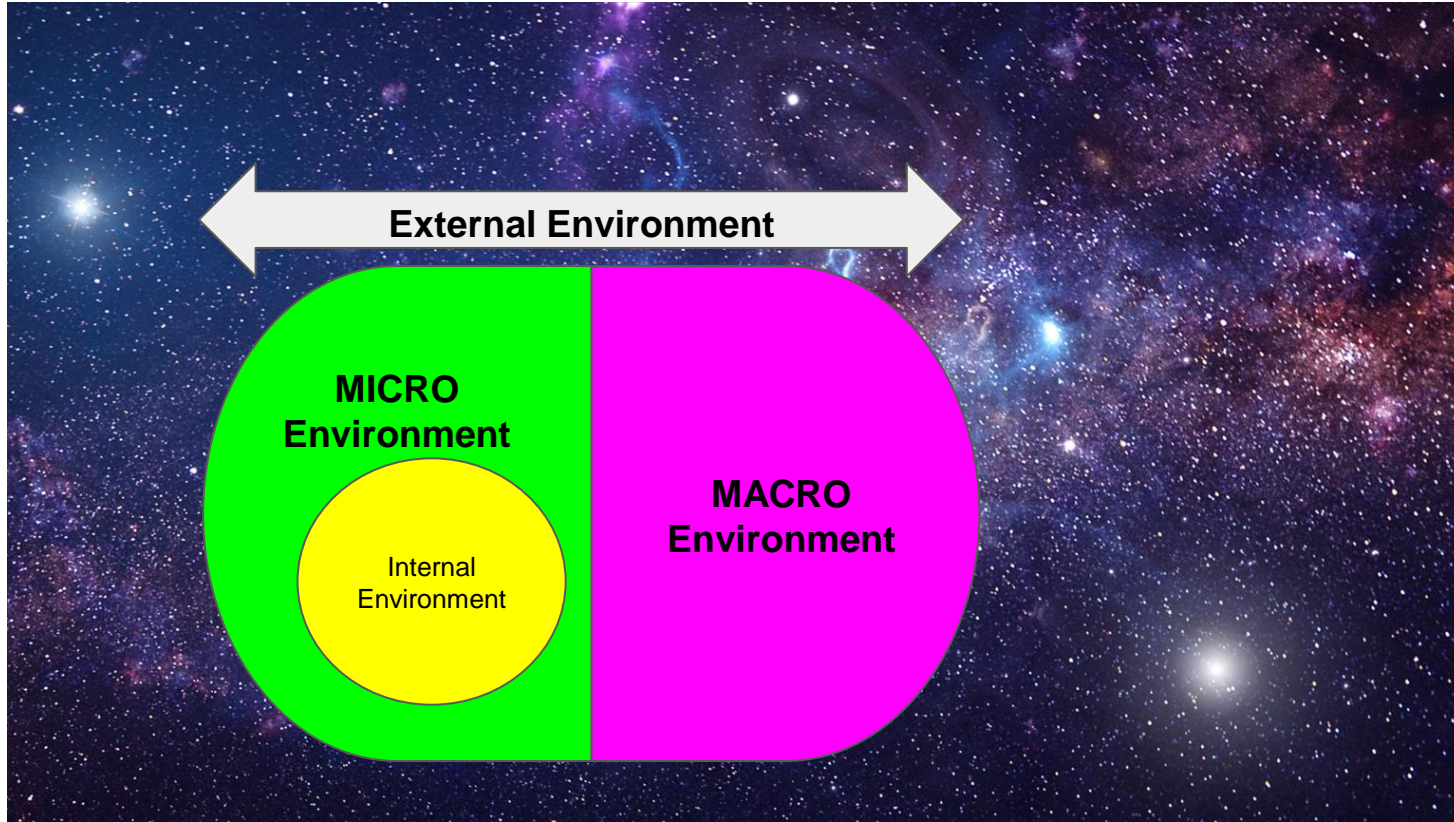 External Environment
MICRO
Environment
MACRO
Environment
Internal
Environment